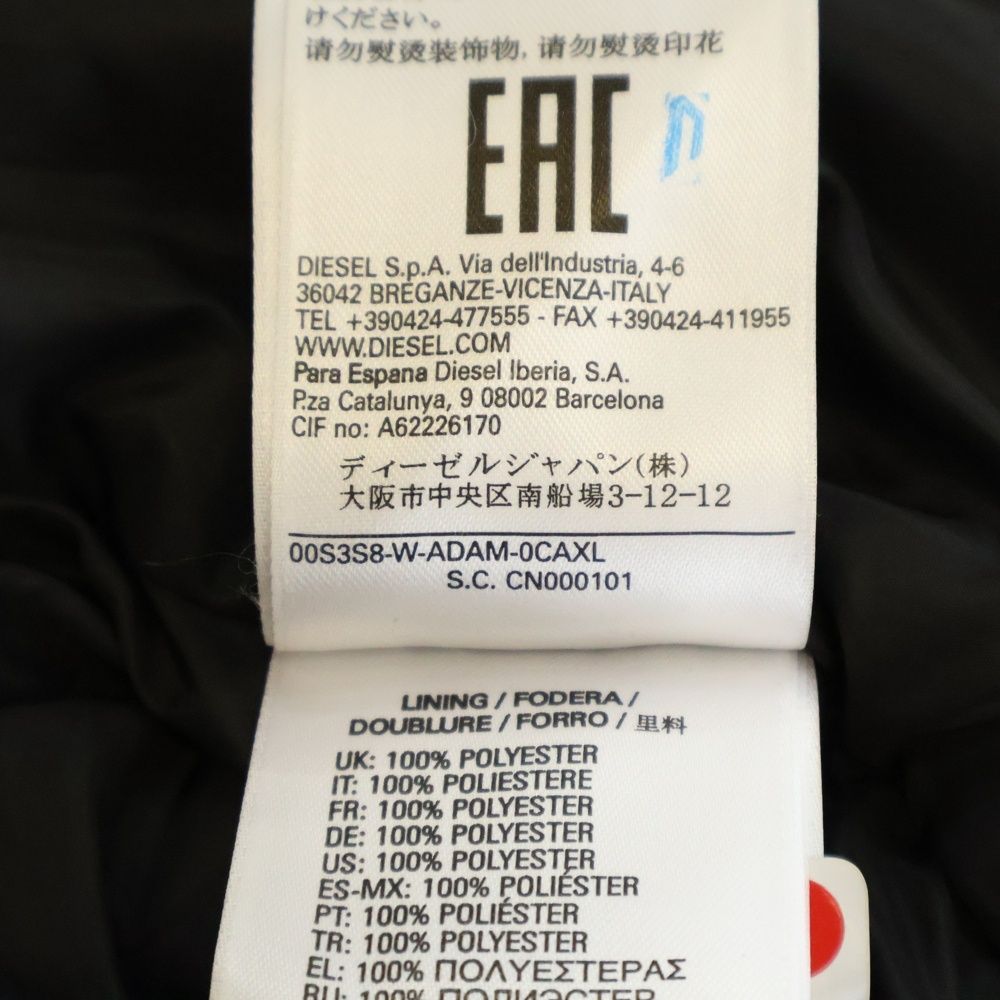 けください。
请勿熨烫装饰物, 请勿熨烫印花
EAC
DIESEL S.p.A. Via dell'Industria, 4-6
36042 BREGANZE-VICENZA-ITALY
TEL +390424-477555 - FAX +390424-411955
WWW.DIESEL.COM
Para Espana Diesel Iberia, S.A.
P.za Catalunya, 9 08002 Barcelona
CIF no: A62226170
ディーゼルジャパン(株)
大阪市中央区南船場3-12-12
00S3S8-W-ADAM-0CAXL
S.C. CN000101
LINING / FODERA /
DOUBLURE / FORRO / 里料
UK: 100% POLYESTER
IT: 100% POLIESTERE
FR: 100% POLYESTER
DE: 100% POLYESTER
US: 100% POLYESTER
ES-MX: 100% POLIÉSTER
PT: 100% POLIÉSTER
TR: 100% POLYESTER
EL: 100% ΠΟΛΥΕΣΤΕΡΑΣ
RU: 100% ПОЛИЭСТЕР